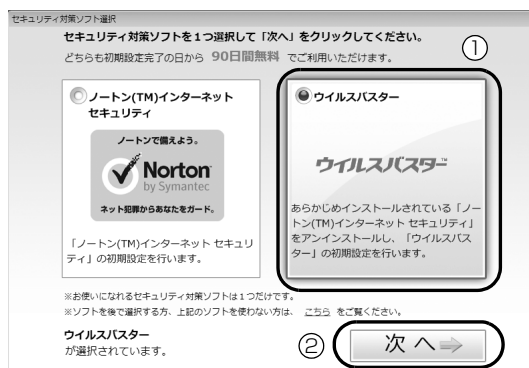 セキュリティ対策ソフト選択
セキュリティ対策ソフトを1つ選択して「次へ」をクリックしてください。
どちらも初期設定完了の日から 90日間無料 でご利用いただけます。
①
ノートン(TM)インターネット
セキュリティ
ノートンで備えよう。
Norton
by Symantec
ネット犯罪からあなたをガード。
「ノートン(TM)インターネット セキュリ
ティ」の初期設定を行います。
ウイルスバスター
ウイルスバスター™
あらかじめインストールされている「ノー
トン(TM)インターネット セキュリティ」
をアンインストールし、「ウイルスバス
ター」の初期設定を行います。
※お使いになれるセキュリティ対策ソフトは1つだけです。
※ソフトを後で選択する方、上記のソフトを使わない方は、 こちら をご覧ください。
ウイルスバスター
が選択されています。
②
次 へ